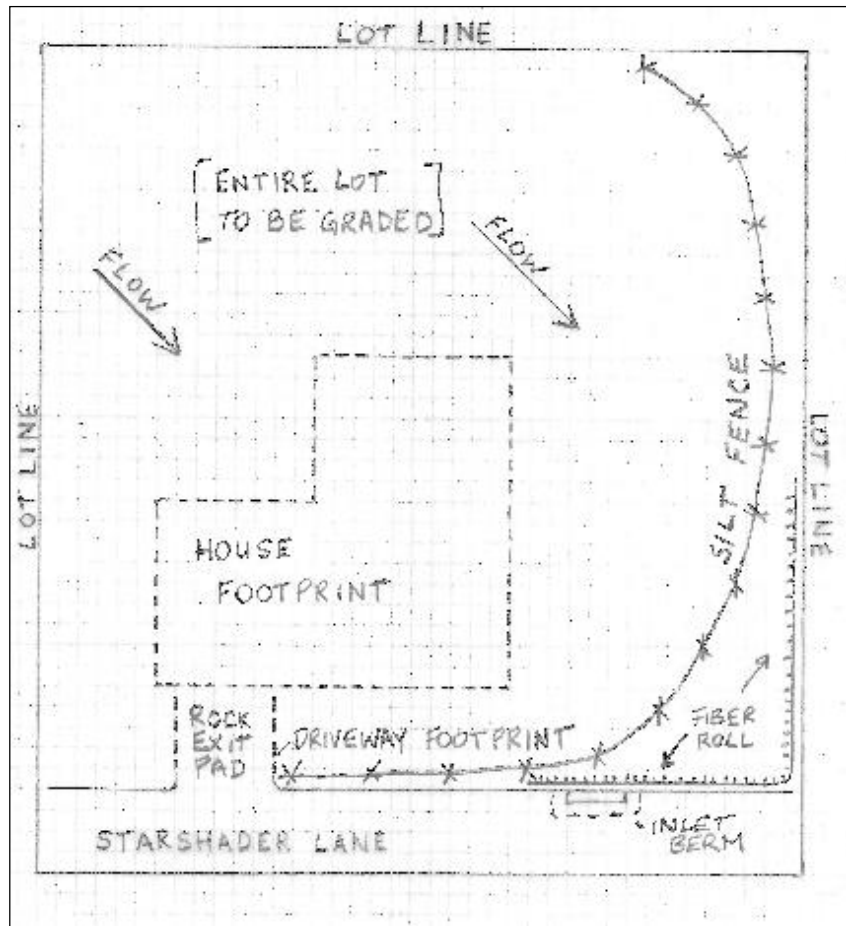 LOT LINE
ENTIRE LOT
TO BE GRADED
FLOW
FLOW
LOT LINE
SILT FENCE
LOT LINE
HOUSE
FOOTPRINT
ROCK
EXIT
PAD
DRIVEWAY FOOTPRINT
FIBER
ROLL
STARSHADER LANE
INLET
BERM